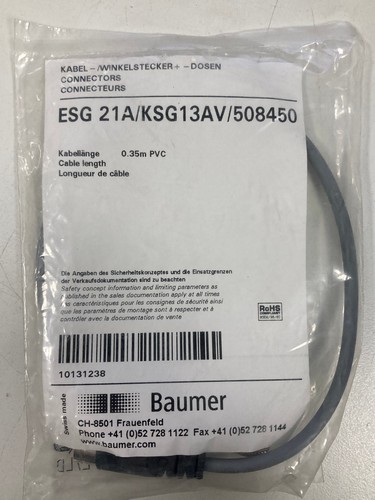 KABEL-/WINKELSTECKER + -DOSEN
CONNECTORS
CONNECTEURS
ESG 21A/KSG13AV/508450
Kabellänge 0.35m PVC
Cable length
Longueur de câble
Die Angaben des Sicherheitskonzeptes und die Einsatzgrenzen
der Verkaufsdokumentation sind zu beachten
Safety concept information and limiting parameters as
published in the sales documentation apply at all times
Les caractéristiques pour les consignes de sécurité ainsi
que les paramètres de montage sont à respecter et à
contrôler avec la documentation de vente
RoHS
COMPLIANT
10131238
Swiss made
Baumer
CH-8501 Frauenfeld
Phone +41 (0)52 728 1122 Fax +41 (0)52 728 1144